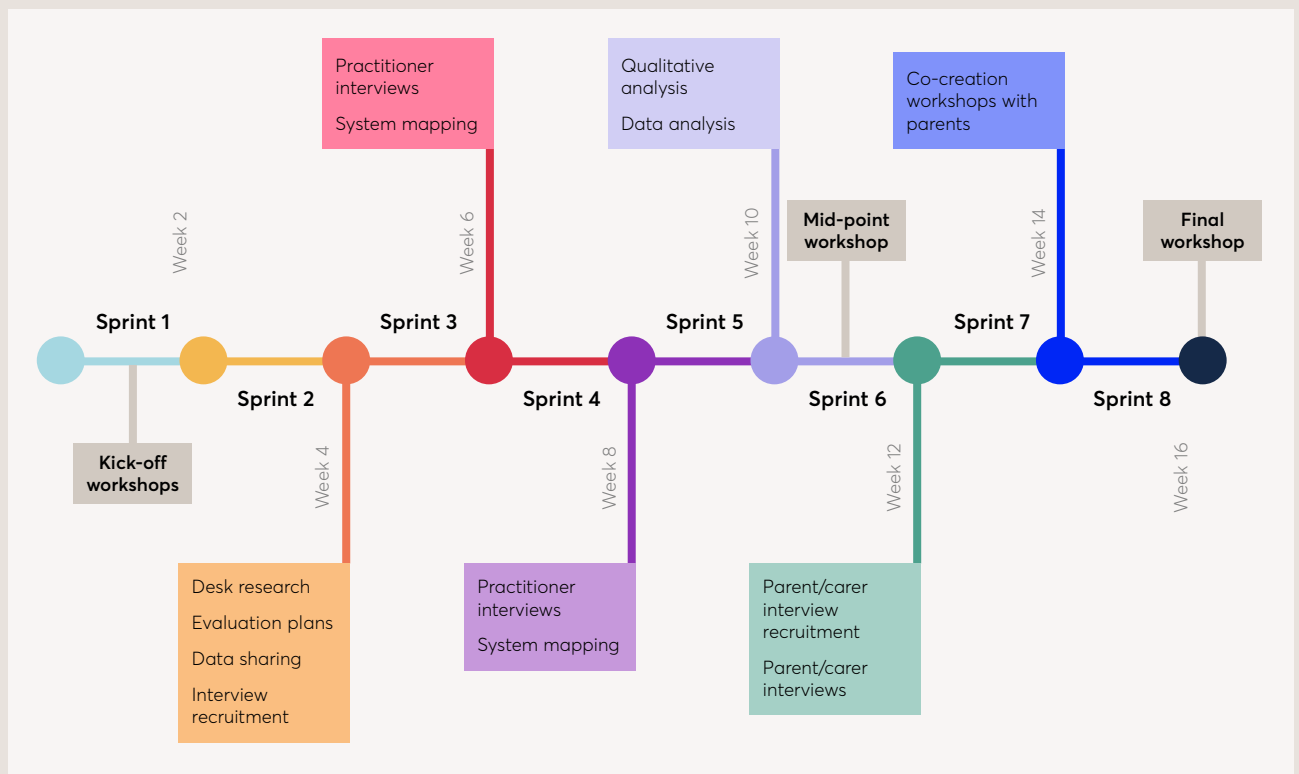 Practitioner
interviews
System mapping
Qualitative
analysis
Data analysis
Co-creation
workshops with
parents
Week 2
Week 6
Week 10
Mid-point
workshop
Week 14
Final
workshop
Sprint 1
Sprint 3
Sprint 5
Sprint 7
Sprint 2
Sprint 4
Sprint 6
Sprint 8
Kick-off
workshops
Week 4
Week 8
Week 12
Week 16
Desk research
Evaluation plans
Data sharing
Interview
recruitment
Practitioner
interviews
System mapping
Parent/carer
interview
recruitment
Parent/carer
interviews